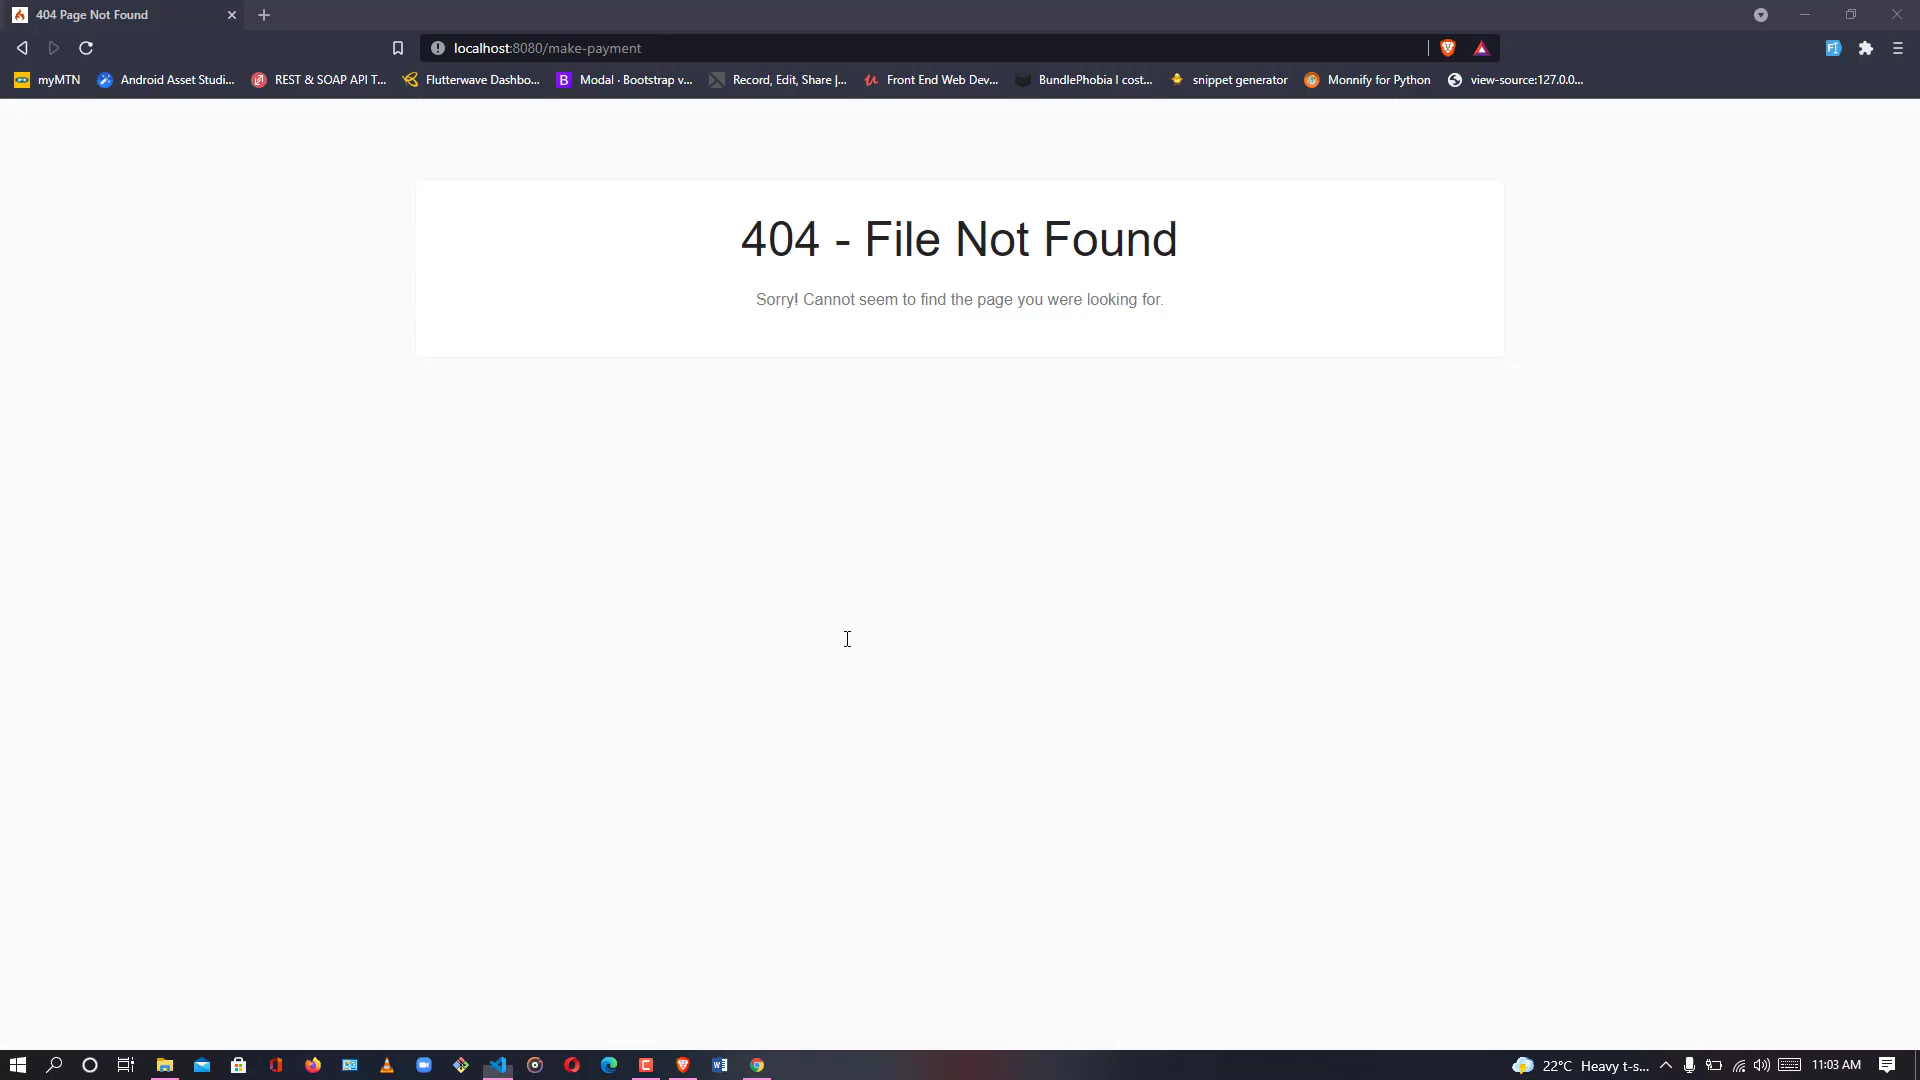 404 Page Not Found
localhost:8080/make-payment
myMTN
Android Asset Studi...
REST & SOAP API T...
Flutterwave Dashbo...
B Modal · Bootstrap v...
Record, Edit, Share |...
Front End Web Dev...
BundlePhobia l cost...
snippet generator
Monnify for Python
view-source:127.0.0...
404 - File Not Found
Sorry! Cannot seem to find the page you were looking for.
22°C Heavy t-s...
11:03 AM